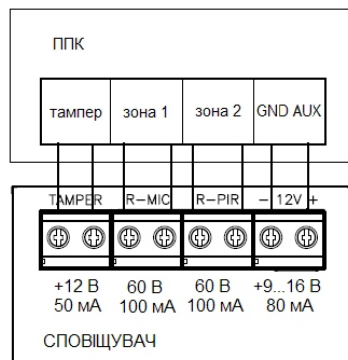 ППК
тампер зона 1 зона 2 GND AUX
TAMPER R-MIC R-PIR - 12V +
+12 В 60 В 60 В +9...16 В
50 мА 100 мА 100 мА 80 мА
СПОВІЩУВАЧ